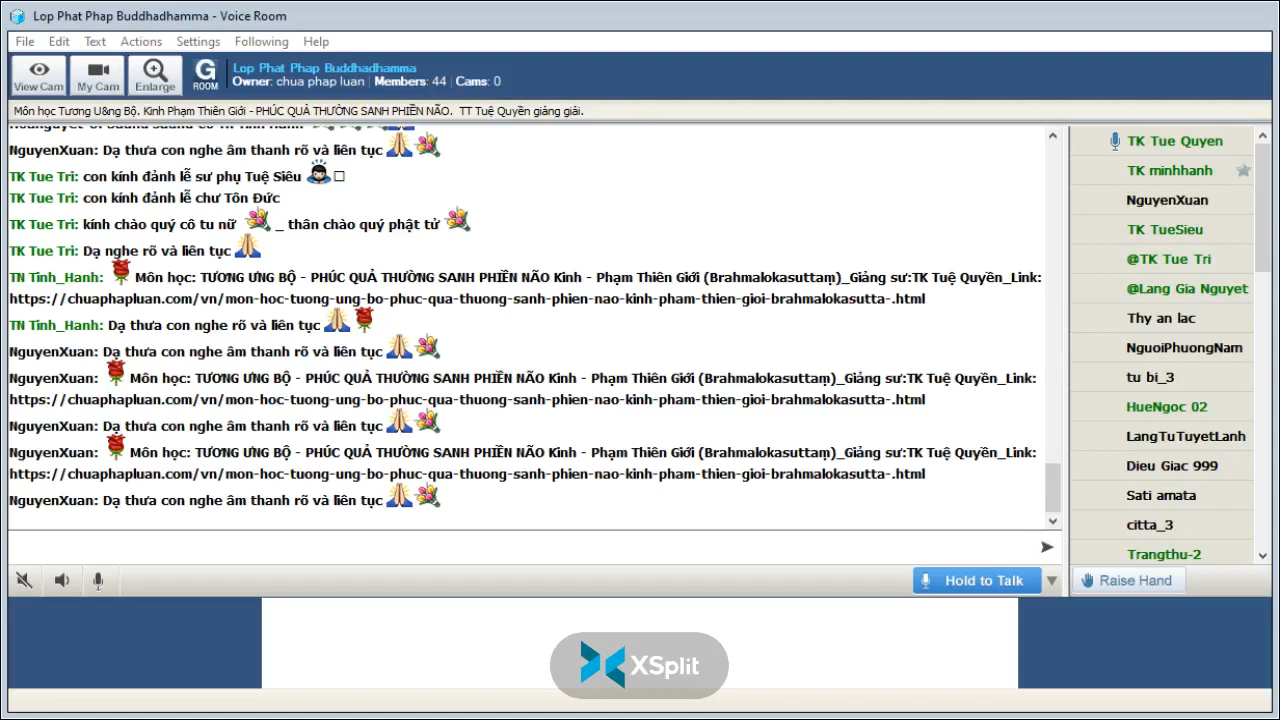 Lop Phat Phap Buddhadhamma - Voice Room
File Edit Text Actions Settings Following Help
View Cam My Cam Enlarge G ROOM
Lop Phat Phap Buddhadhamma
Owner: chua phap luan | Members: 44 | Cams: 0
Môn học Tương U&ng Bộ. Kinh Phạm Thiên Giới - PHÚC QUẢ THƯỜNG SANH PHIỀN NÃO. TT Tuệ Quyền giảng giải.
NguyenXuan: Dạ thưa con nghe âm thanh rõ và liên tục
TK Tue Tri: con kính đảnh lễ sư phụ Tuệ Siêu
TK Tue Tri: con kính đảnh lễ chư Tôn Đức
TK Tue Tri: kính chào quý cô tu nữ _ thân chào quý phật tử
TK Tue Tri: Dạ nghe rõ và liên tục
TN Tinh_Hanh: Môn học: TƯƠNG ƯNG BỘ - PHÚC QUẢ THƯỜNG SANH PHIỀN NÃO Kinh - Phạm Thiên Giới (Brahmalokasuttaṃ)_Giảng sư:TK Tuệ Quyền_Link:
https://chuaphapluan.com/vn/mon-hoc-tuong-ung-bo-phuc-qua-thuong-sanh-phien-nao-kinh-pham-thien-gioi-brahmalokasutta-.html
TN Tinh_Hanh: Dạ thưa con nghe rõ và liên tục
NguyenXuan: Dạ thưa con nghe âm thanh rõ và liên tục
NguyenXuan: Môn học: TƯƠNG ƯNG BỘ - PHÚC QUẢ THƯỜNG SANH PHIỀN NÃO Kinh - Phạm Thiên Giới (Brahmalokasuttaṃ)_Giảng sư:TK Tuệ Quyền_Link:
https://chuaphapluan.com/vn/mon-hoc-tuong-ung-bo-phuc-qua-thuong-sanh-phien-nao-kinh-pham-thien-gioi-brahmalokasutta-.html
NguyenXuan: Dạ thưa con nghe âm thanh rõ và liên tục
NguyenXuan: Môn học: TƯƠNG ƯNG BỘ - PHÚC QUẢ THƯỜNG SANH PHIỀN NÃO Kinh - Phạm Thiên Giới (Brahmalokasuttaṃ)_Giảng sư:TK Tuệ Quyền_Link:
https://chuaphapluan.com/vn/mon-hoc-tuong-ung-bo-phuc-qua-thuong-sanh-phien-nao-kinh-pham-thien-gioi-brahmalokasutta-.html
NguyenXuan: Dạ thưa con nghe âm thanh rõ và liên tục
TK Tue Quyen
TK minhhanh
NguyenXuan
TK TueSieu
@TK Tue Tri
@Lang Gia Nguyet
Thy an lac
NguoiPhuongNam
tu bi_3
HueNgoc 02
LangTuTuyetLanh
Dieu Giac 999
Sati amata
citta_3
Trangthu-2
Hold to Talk
Raise Hand
XSplit